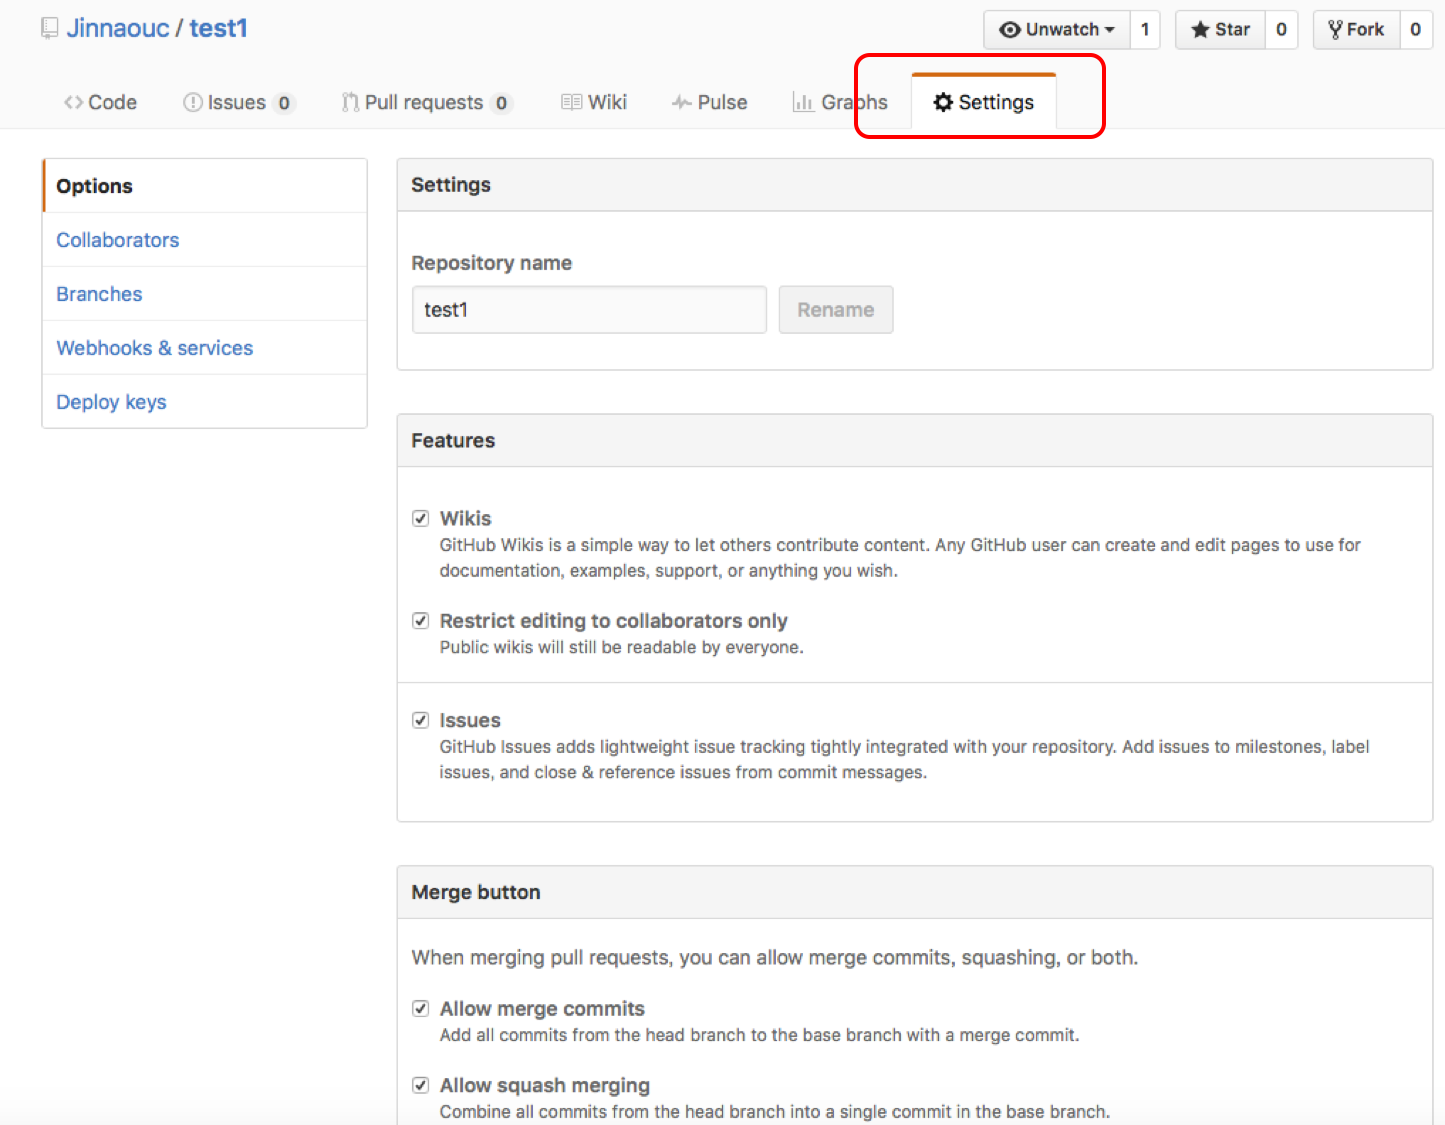 Jinnaouc / test1
Unwatch 1 Star 0 Fork 0
Code Issues 0 Pull requests 0 Wiki Pulse Graphs Settings
Options
Collaborators
Branches
Webhooks & services
Deploy keys
Settings
Repository name
test1 Rename
Features
Wikis
GitHub Wikis is a simple way to let others contribute content. Any GitHub user can create and edit pages to use for
documentation, examples, support, or anything you wish.
Restrict editing to collaborators only
Public wikis will still be readable by everyone.
Issues
GitHub Issues adds lightweight issue tracking tightly integrated with your repository. Add issues to milestones, label
issues, and close & reference issues from commit messages.
Merge button
When merging pull requests, you can allow merge commits, squashing, or both.
Allow merge commits
Add all commits from the head branch to the base branch with a merge commit.
Allow squash merging
Combine all commits from the head branch into a single commit in the base branch.